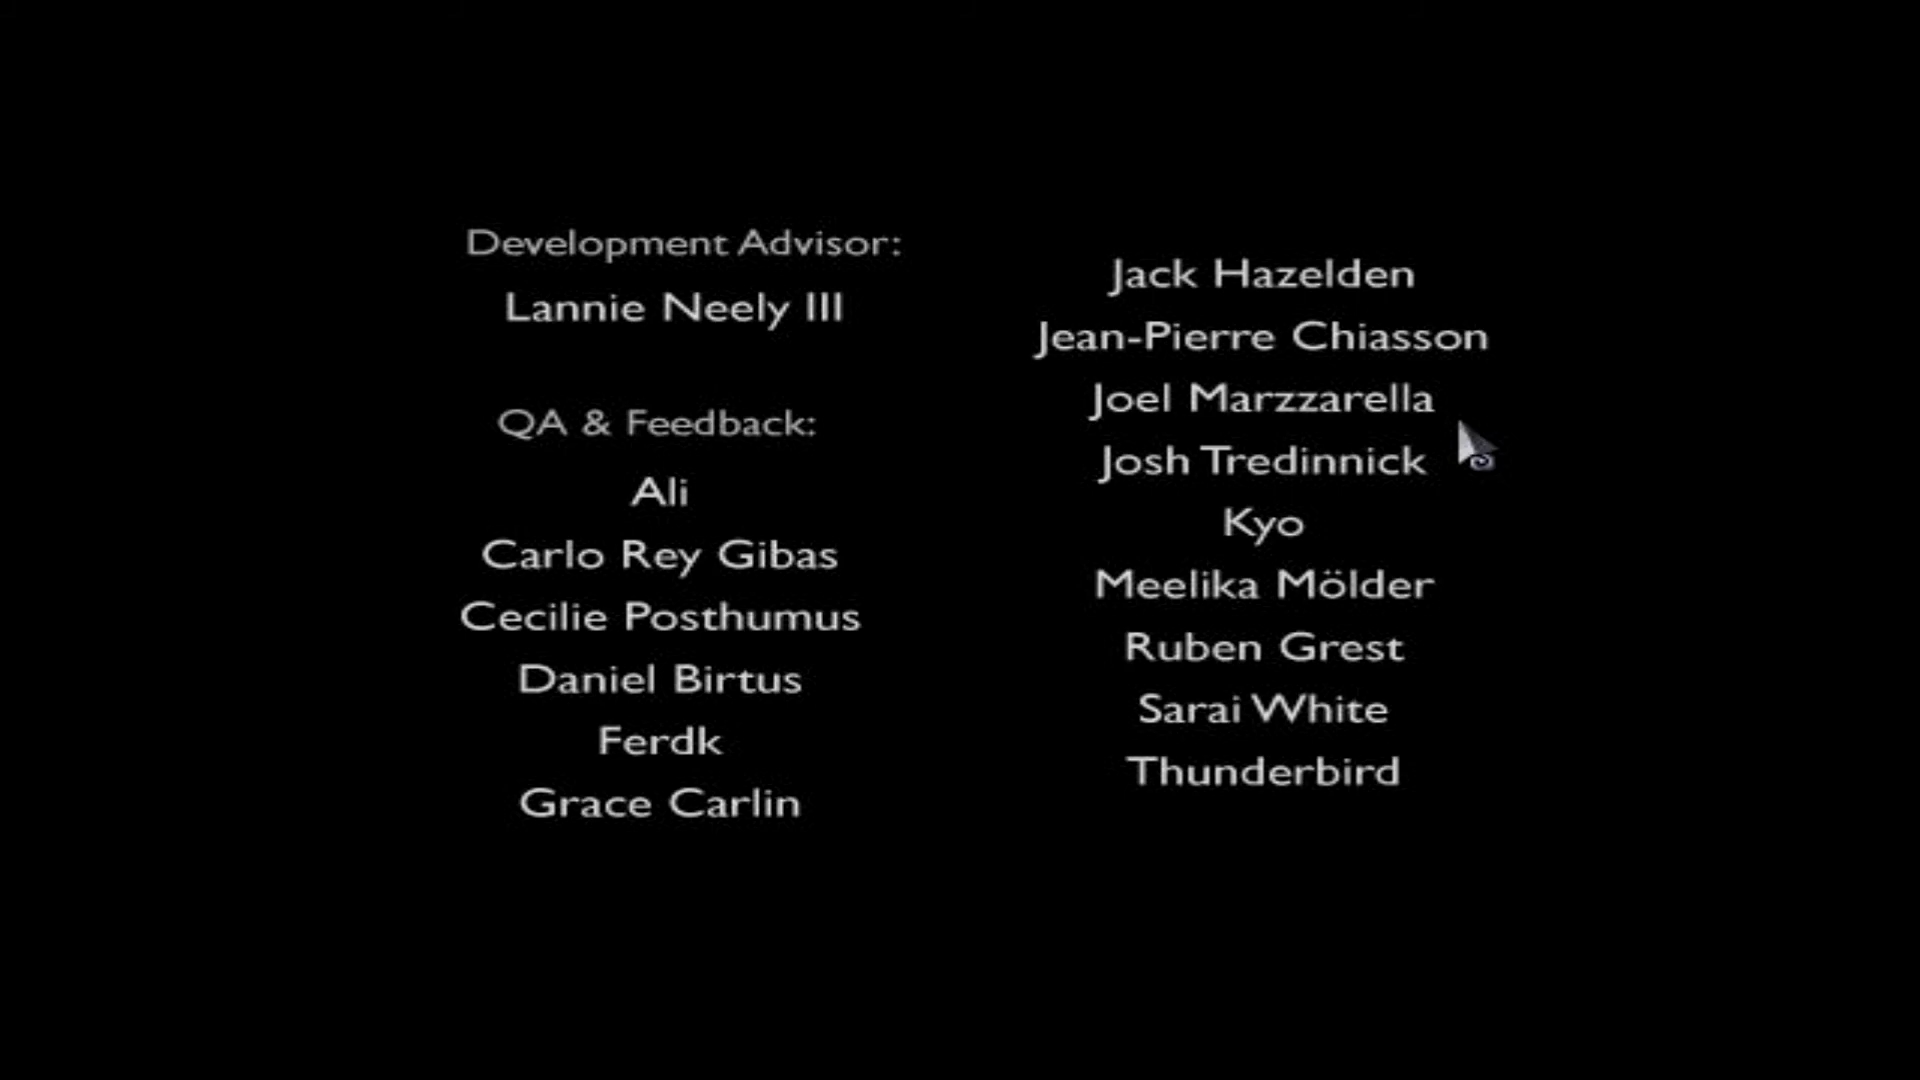 Development Advisor:
Lannie Neely III
QA & Feedback:
Ali
Carlo Rey Gibas
Cecilie Posthumus
Daniel Birtus
Ferdk
Grace Carlin
Jack Hazelden
Jean-Pierre Chiasson
Joel Marzzarella
Josh Tredinnick
Kyo
Meelika Mölder
Ruben Grest
Sarai White
Thunderbird